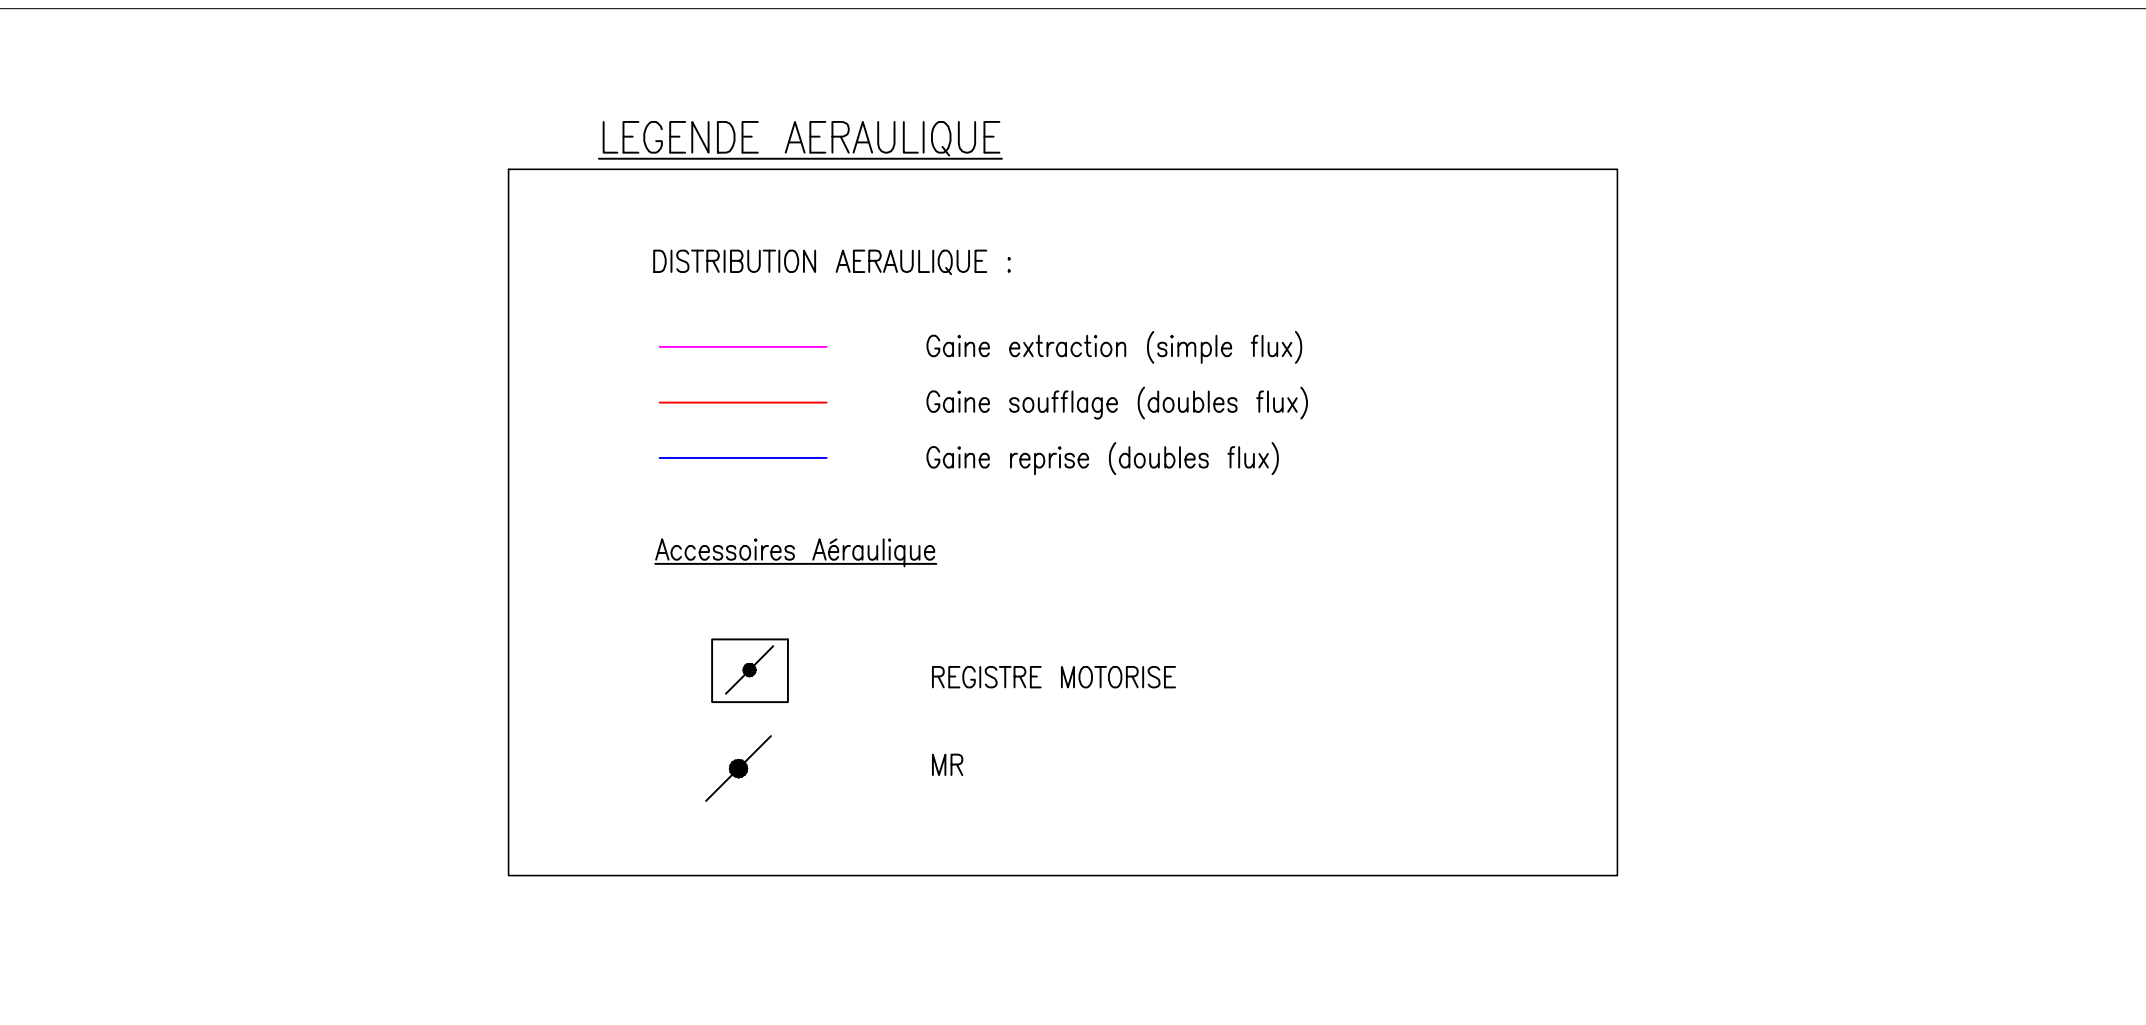 LEGENDE AERAULIQUE
DISTRIBUTION AERAULIQUE :
Gaine extraction (simple flux)
Gaine soufflage (doubles flux)
Gaine reprise (doubles flux)
Accessoires Aéraulique
REGISTRE MOTORISE
MR